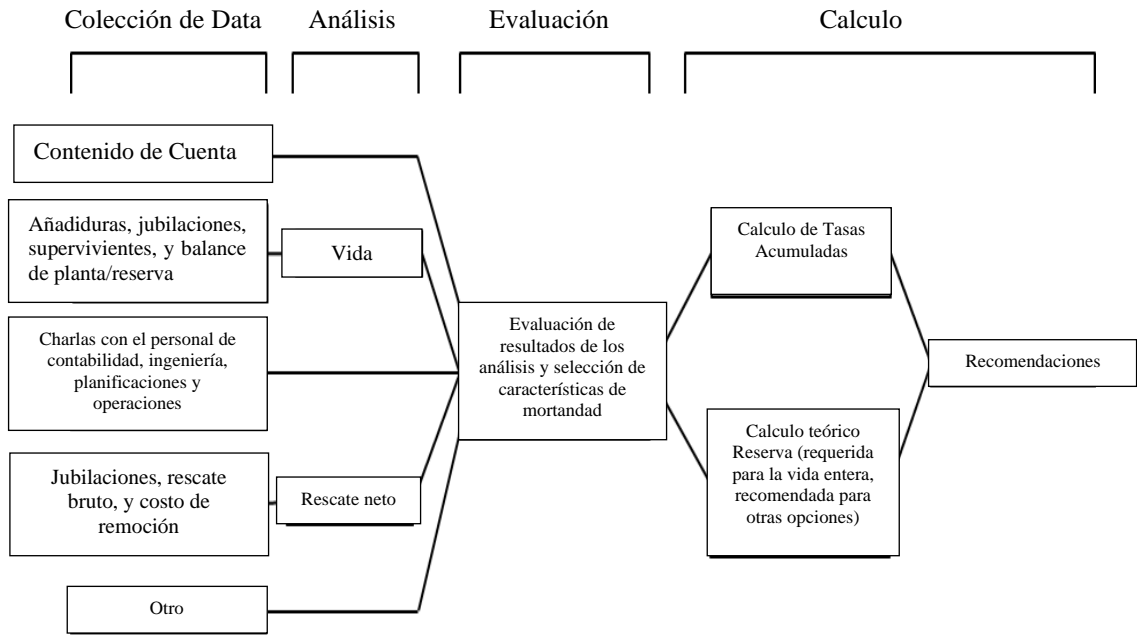 Colección de Data
Análisis
Evaluación
Calculo
Contenido de Cuenta
Añadiduras, jubilaciones,
supervivientes, y balance
de planta/reserva
Vida
Charlas con el personal de
contabilidad, ingeniería,
planificaciones y
operaciones
Jubilaciones, rescate
bruto, y costo de
remoción
Rescate neto
Otro
Evaluación de
resultados de los
análisis y selección de
características de
mortandad
Calculo de Tasas
Acumuladas
Calculo teórico
Reserva (requerida
para la vida entera,
recomendada para
otras opciones)
Recomendaciones